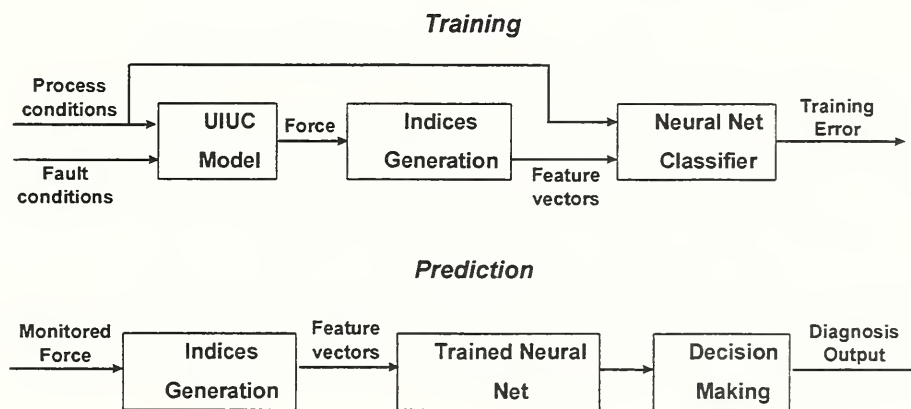 Training
Process
conditions
Fault
conditions
UIUC
Model
Force
Indices
Generation
Feature
vectors
Neural Net
Classifier
Training
Error
Prediction
Monitored
Force
Indices
Generation
Feature
vectors
Trained Neural
Net
Decision
Making
Diagnosis
Output